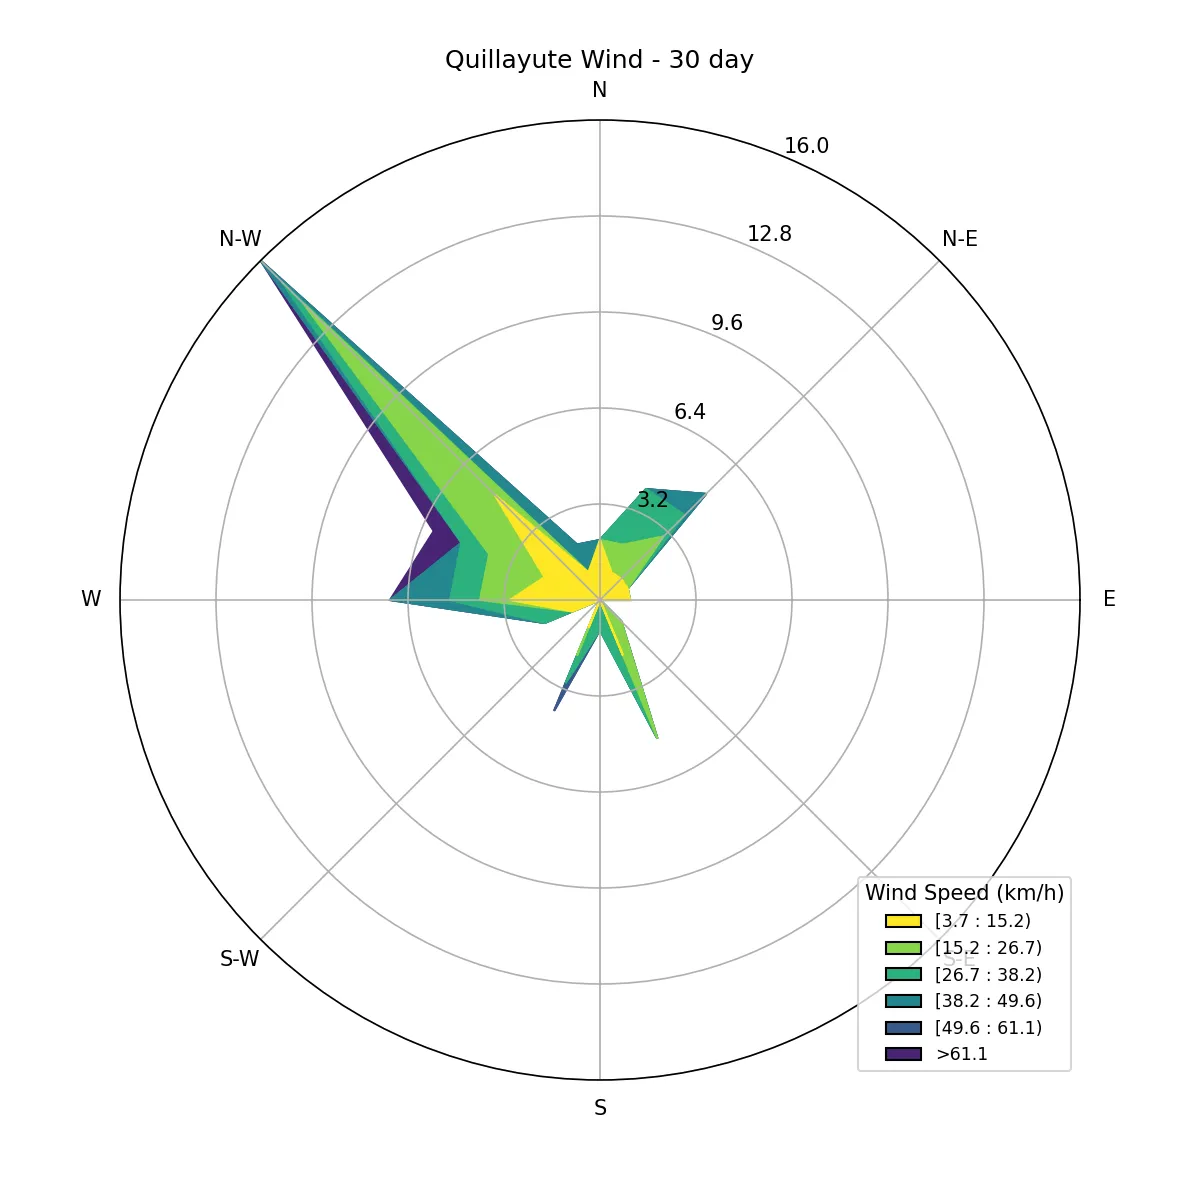 Quillayute Wind - 30 day
N
16.0
12.8
N-W
N-E
9.6
6.4
3.2
W
E
Wind Speed (km/h)
[3.7 : 15.2)
[15.2 : 26.7)
S-W
S-E
[26.7 : 38.2)
[38.2 : 49.6)
[49.6 : 61.1)
>61.1
S